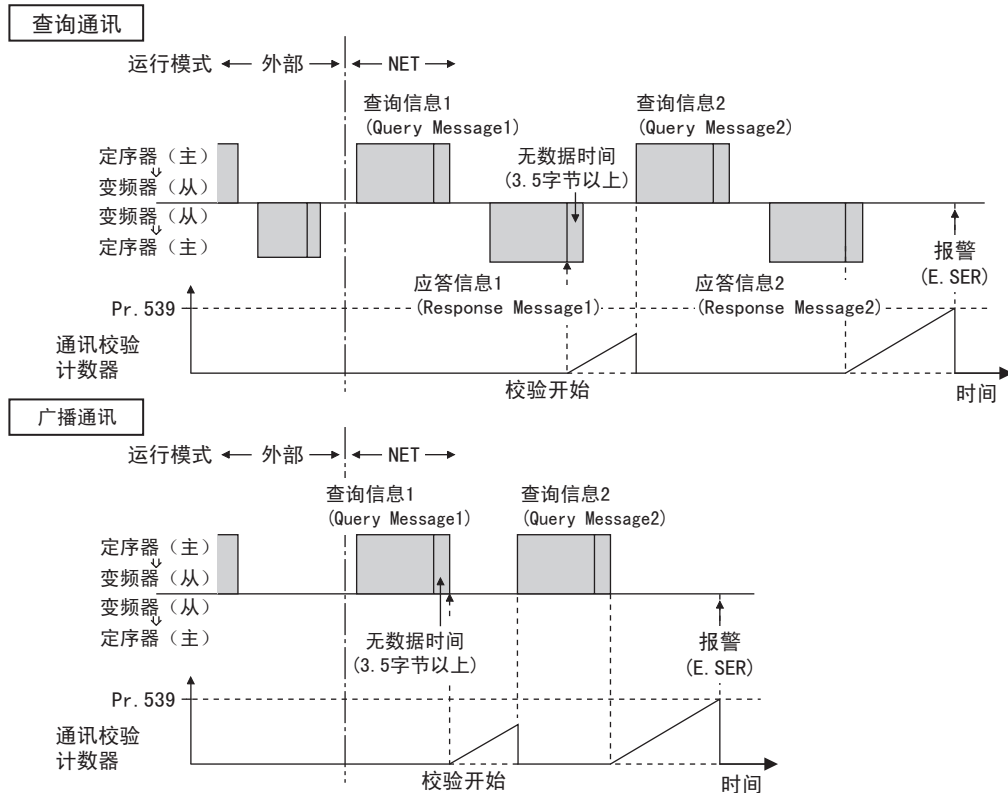 查询通讯
运行模式 外部 NET
查询信息1
(Query Message1)
查询信息2
(Query Message2)
定序器（主）
变频器（从）
变频器（从）
定序器（主）
无数据时间
(3.5字节以上)
应答信息1
(Response Message1)
应答信息2
(Response Message2)
报警
(E.SER)
Pr.539
通讯校验
计数器
校验开始
时间
广播通讯
运行模式 外部 NET
查询信息1
(Query Message1)
查询信息2
(Query Message2)
定序器（主）
变频器（从）
变频器（从）
定序器（主）
无数据时间
(3.5字节以上)
报警
(E.SER)
Pr.539
通讯校验
计数器
校验开始
时间